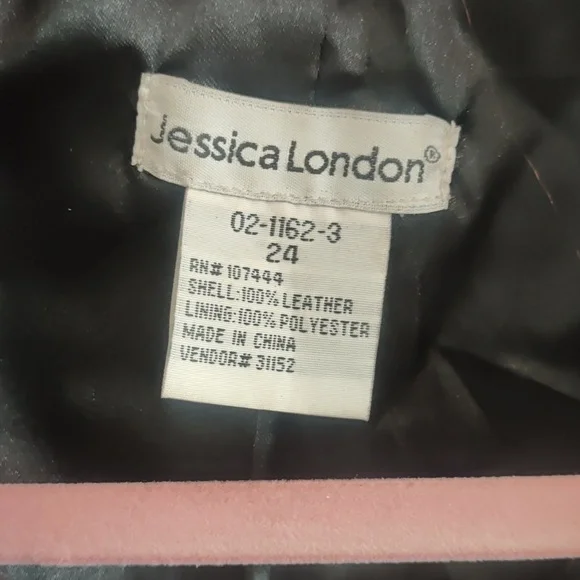 Jessica London®
02-1162-3
24
RN# 107444
SHELL:100% LEATHER
LINING:100% POLYESTER
MADE IN CHINA
VENDOR# 31152